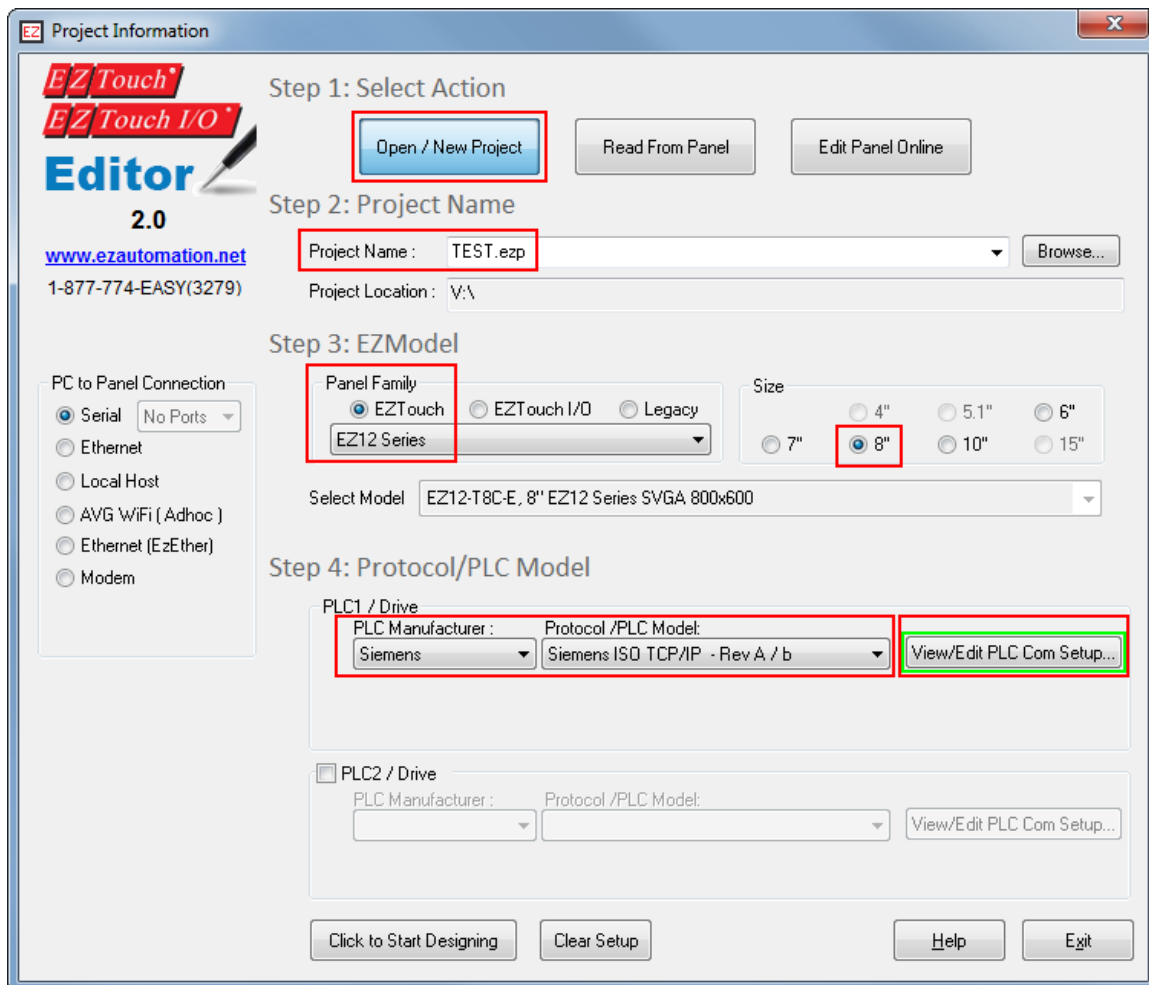 EZ Project Information
EZTouch
EZTouch I/O
Editor
2.0
www.ezautomation.net
1-877-774-EASY(3279)
PC to Panel Connection
Serial No Ports
Ethernet
Local Host
AVG WiFi ( Adhoc )
Ethernet (EzEther)
Modem
Step 1: Select Action
Open / New Project Read From Panel Edit Panel Online
Step 2: Project Name
Project Name : TEST.ezp Browse...
Project Location : V:\
Step 3: EZModel
Panel Family
EZTouch EZTouch I/O Legacy
EZ12 Series
Size
4" 5.1" 6"
7" 8" 10" 15"
Select Model EZ12-T8C-E, 8" EZ12 Series SVGA 800x600
Step 4: Protocol/PLC Model
PLC1 / Drive
PLC Manufacturer : Protocol /PLC Model:
Siemens Siemens ISO TCP/IP - Rev A / b View/Edit PLC Com Setup...
PLC2 / Drive
PLC Manufacturer : Protocol /PLC Model:
View/Edit PLC Com Setup...
Click to Start Designing Clear Setup Help Exit